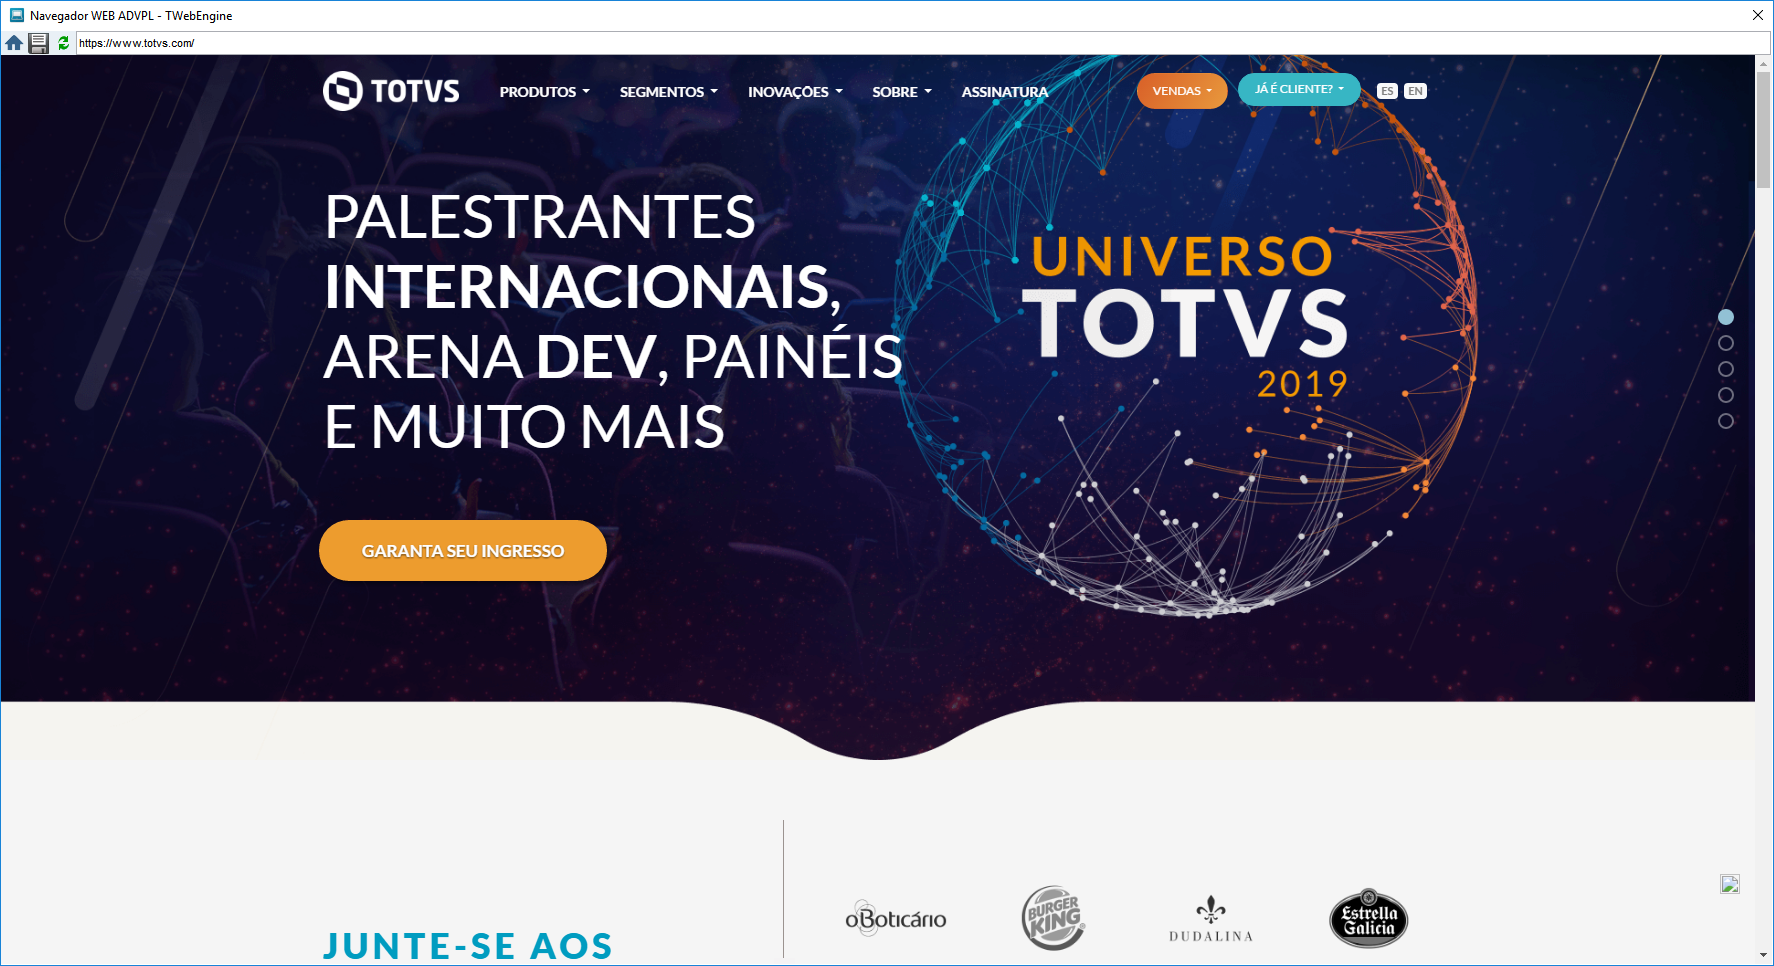 Navegador WEB ADVPL - TWebEngine
https://www.totvs.com/
TOTVS PRODUTOS SEGMENTOS INOVAÇÕES SOBRE ASSINATURA VENDAS JÁ É CLIENTE? ES EN
PALESTRANTES
INTERNACIONAIS,
ARENA DEV, PAINÉIS
E MUITO MAIS
GARANTA SEU INGRESSO
UNIVERSO
TOTVS
2019
JUNTE-SE AOS
oBoticário
BURGER
KING
DUDALINA
Estrella
Galicia